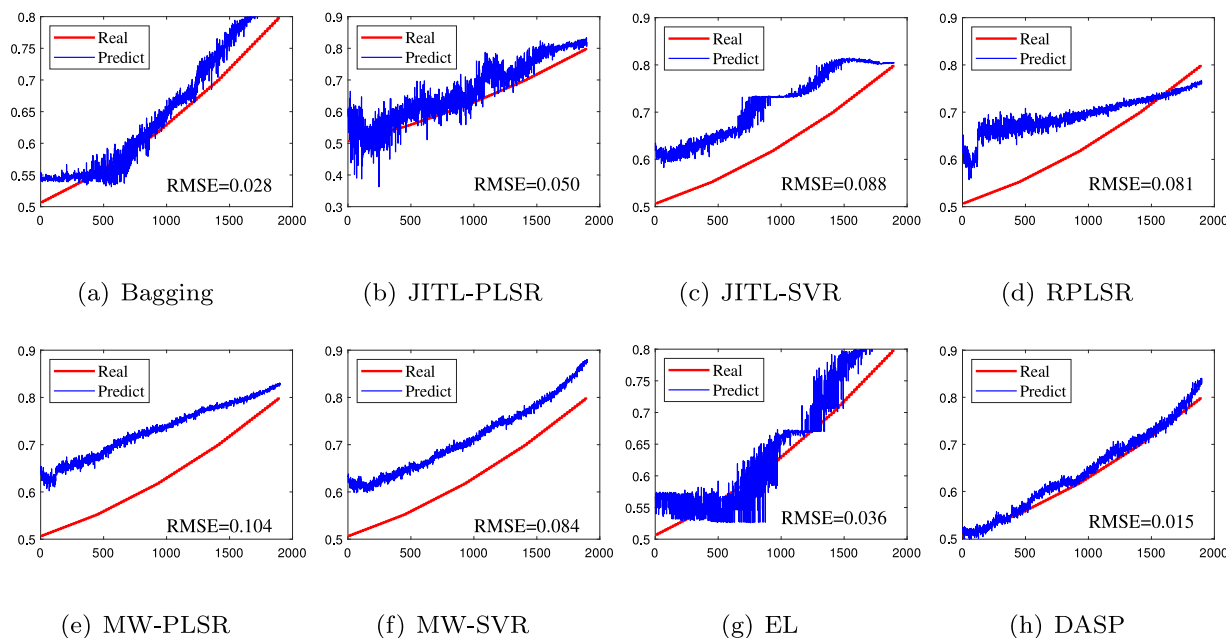 0.8
0.75
0.7
0.65
0.6
0.55
0.5
0 500 1000 1500 2000
Real
Predict
RMSE=0.028
(a) Bagging
0.9
0.8
0.7
0.6
0.5
0.4
0.3
0 500 1000 1500 2000
Real
Predict
RMSE=0.050
(b) JITL-PLSR
0.9
0.8
0.7
0.6
0.5
0 500 1000 1500 2000
Real
Predict
RMSE=0.088
(c) JITL-SVR
0.9
0.8
0.7
0.6
0.5
0 500 1000 1500 2000
Real
Predict
RMSE=0.081
(d) RPLSR
0.9
0.8
0.7
0.6
0.5
0 500 1000 1500 2000
Real
Predict
RMSE=0.104
(e) MW-PLSR
0.9
0.8
0.7
0.6
0.5
0 500 1000 1500 2000
Real
Predict
RMSE=0.084
(f) MW-SVR
0.8
0.75
0.7
0.65
0.6
0.55
0.5
0 500 1000 1500 2000
Real
Predict
RMSE=0.036
(g) EL
0.9
0.8
0.7
0.6
0.5
0 500 1000 1500 2000
Real
Predict
RMSE=0.015
(h) DASP